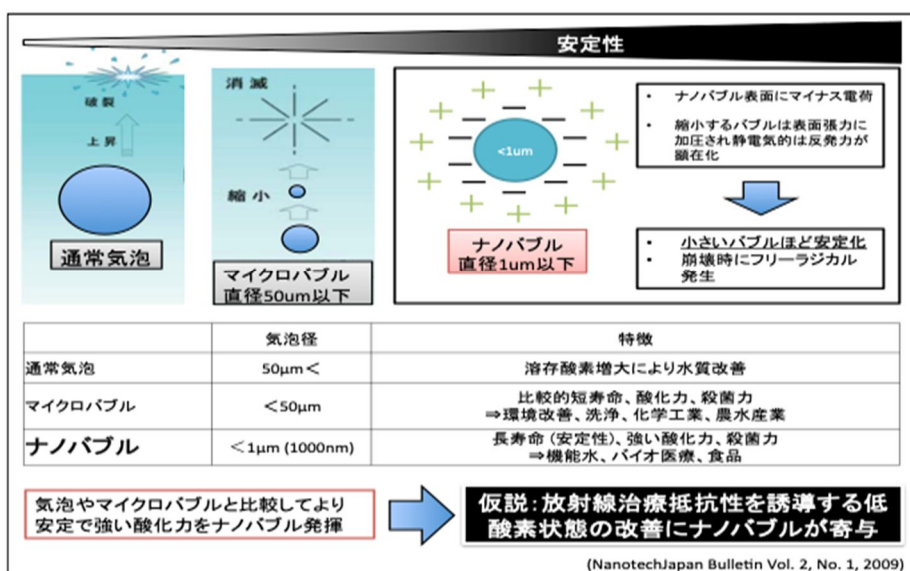 安定性
破裂
上昇
通常気泡
消滅
縮小
マイクロバブル
直径50um以下
<1um
ナノバブル
直径1um以下
• ナノバブル表面にマイナス電荷
• 縮小するバブルは表面張力に
加圧され静電気的は反発力が
顕在化
• 小さいバブルほど安定化
• 崩壊時にフリーラジカル
発生
気泡径 特徴
通常気泡 50μm< 溶存酸素増大により水質改善
マイクロバブル <50μm 比較的短寿命、酸化力、殺菌力
⇒環境改善、洗浄、化学工業、農水産業
ナノバブル <1μm (1000nm) 長寿命(安定性)、強い酸化力、殺菌力
⇒機能水、バイオ医療、食品
気泡やマイクロバブルと比較してより
安定で強い酸化力をナノバブル発揮
仮説:放射線治療抵抗性を誘導する低
酸素状態の改善にナノバブルが寄与
(NanotechJapan Bulletin Vol. 2, No. 1, 2009)